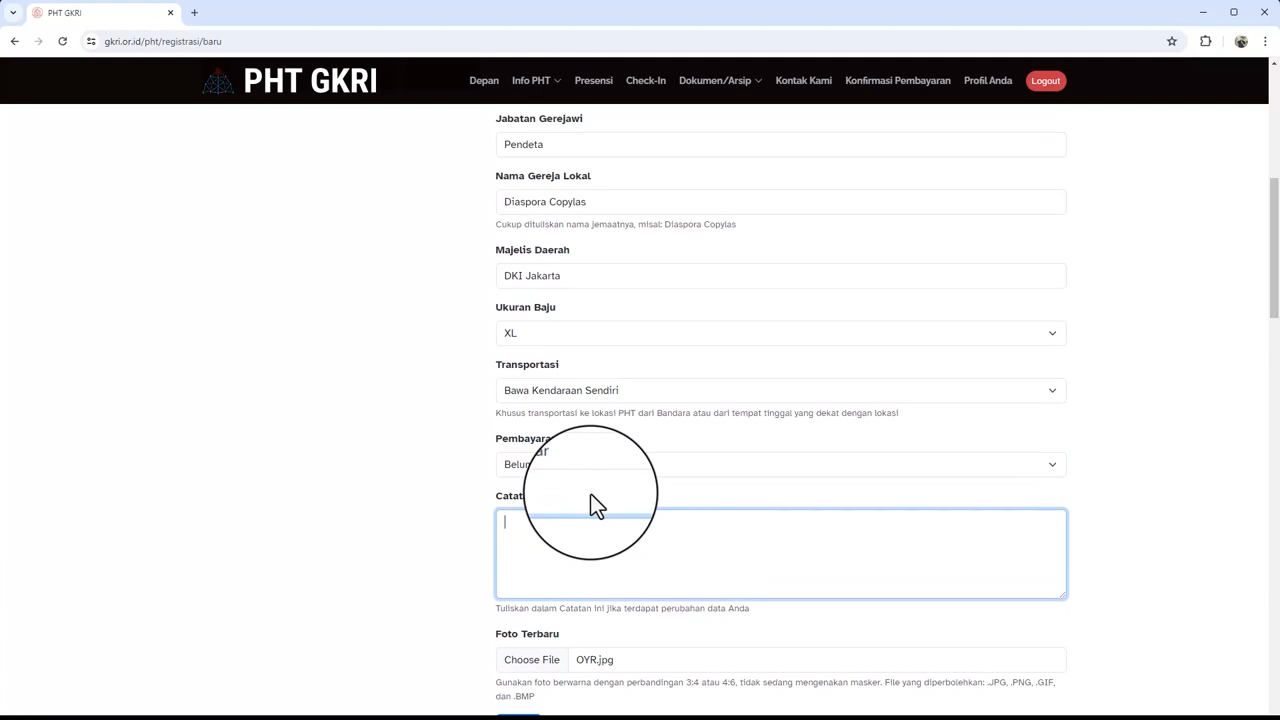 PHT GKRI
gkri.or.id/pht/registrasi/baru
PHT GKRI
Depan
Info PHT
Presensi
Check-In
Dokumen/Arsip
Kontak Kami
Konfirmasi Pembayaran
Profil Anda
Logout
Jabatan Gerejawi
Pendeta
Nama Gereja Lokal
Diaspora Copylas
Cukup dituliskan nama jemaatnya, misal: Diaspora Copylas
Majelis Daerah
DKI Jakarta
Ukuran Baju
XL
Transportasi
Bawa Kendaraan Sendiri
Khusus transportasi ke lokasi PHT dari Bandara atau dari tempat tinggal yang dekat dengan lokasi
Tuliskan dalam Catatan ini jika terdapat perubahan data Anda
Foto Terbaru
Choose File
OYR.jpg
Gunakan foto berwarna dengan perbandingan 3:4 atau 4:6, tidak sedang mengenakan masker. File yang diperbolehkan: .JPG, .PNG, .GIF,
dan .BMP